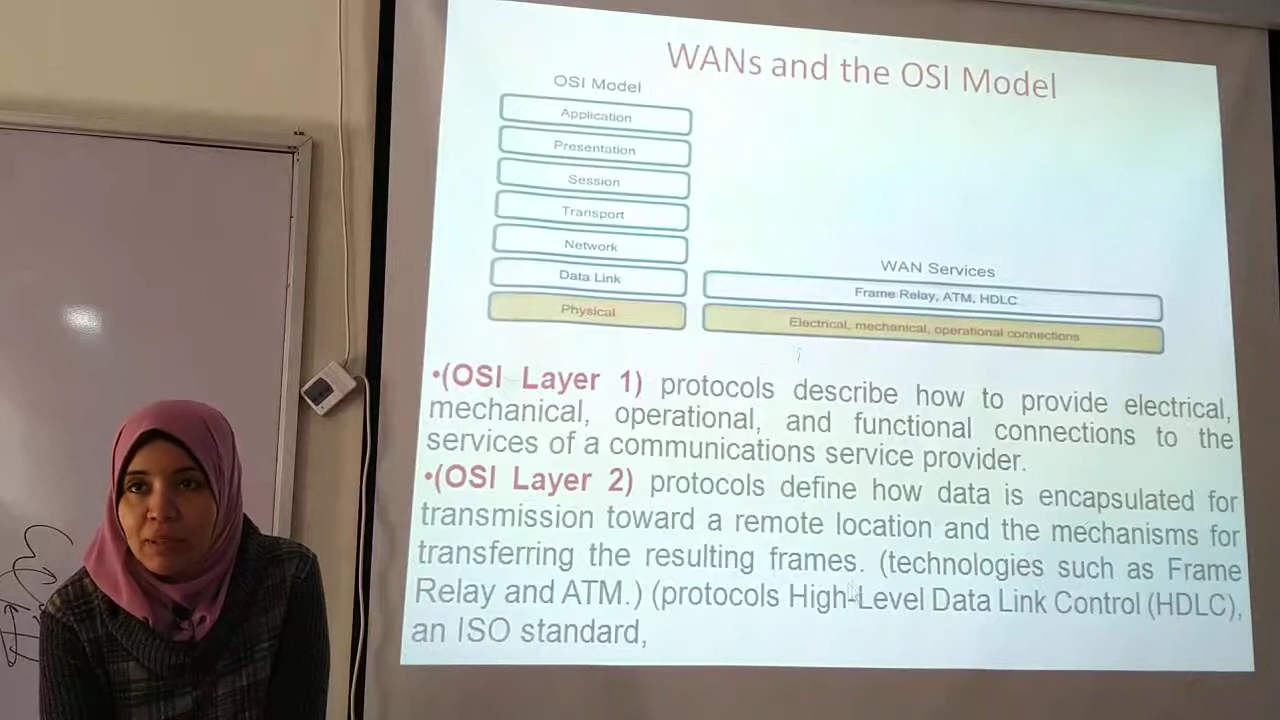 WANs and the OSI Model
OSI Model
Application
Presentation
Session
Transport
Network
Data Link
Physical
WAN Services
Frame Relay, ATM, HDLC
Electrical, mechanical, operational connections
•(OSI Layer 1) protocols describe how to provide electrical,
mechanical, operational, and functional connections to the
services of a communications service provider.
•(OSI Layer 2) protocols define how data is encapsulated for
transmission toward a remote location and the mechanisms for
transferring the resulting frames. (technologies such as Frame
Relay and ATM.) (protocols High-Level Data Link Control (HDLC),
an ISO standard,